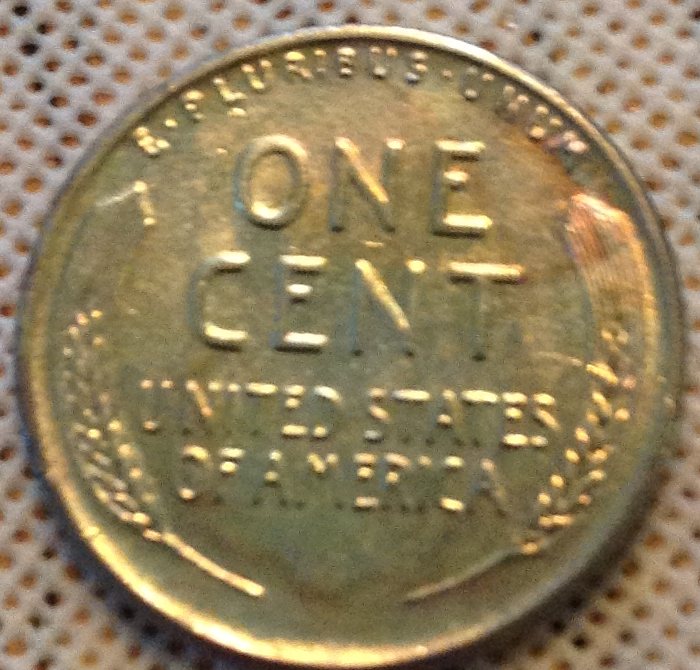 E·PLURIBUS·UNUM
ONE
CENT
UNITED STATES
OF AMERICA